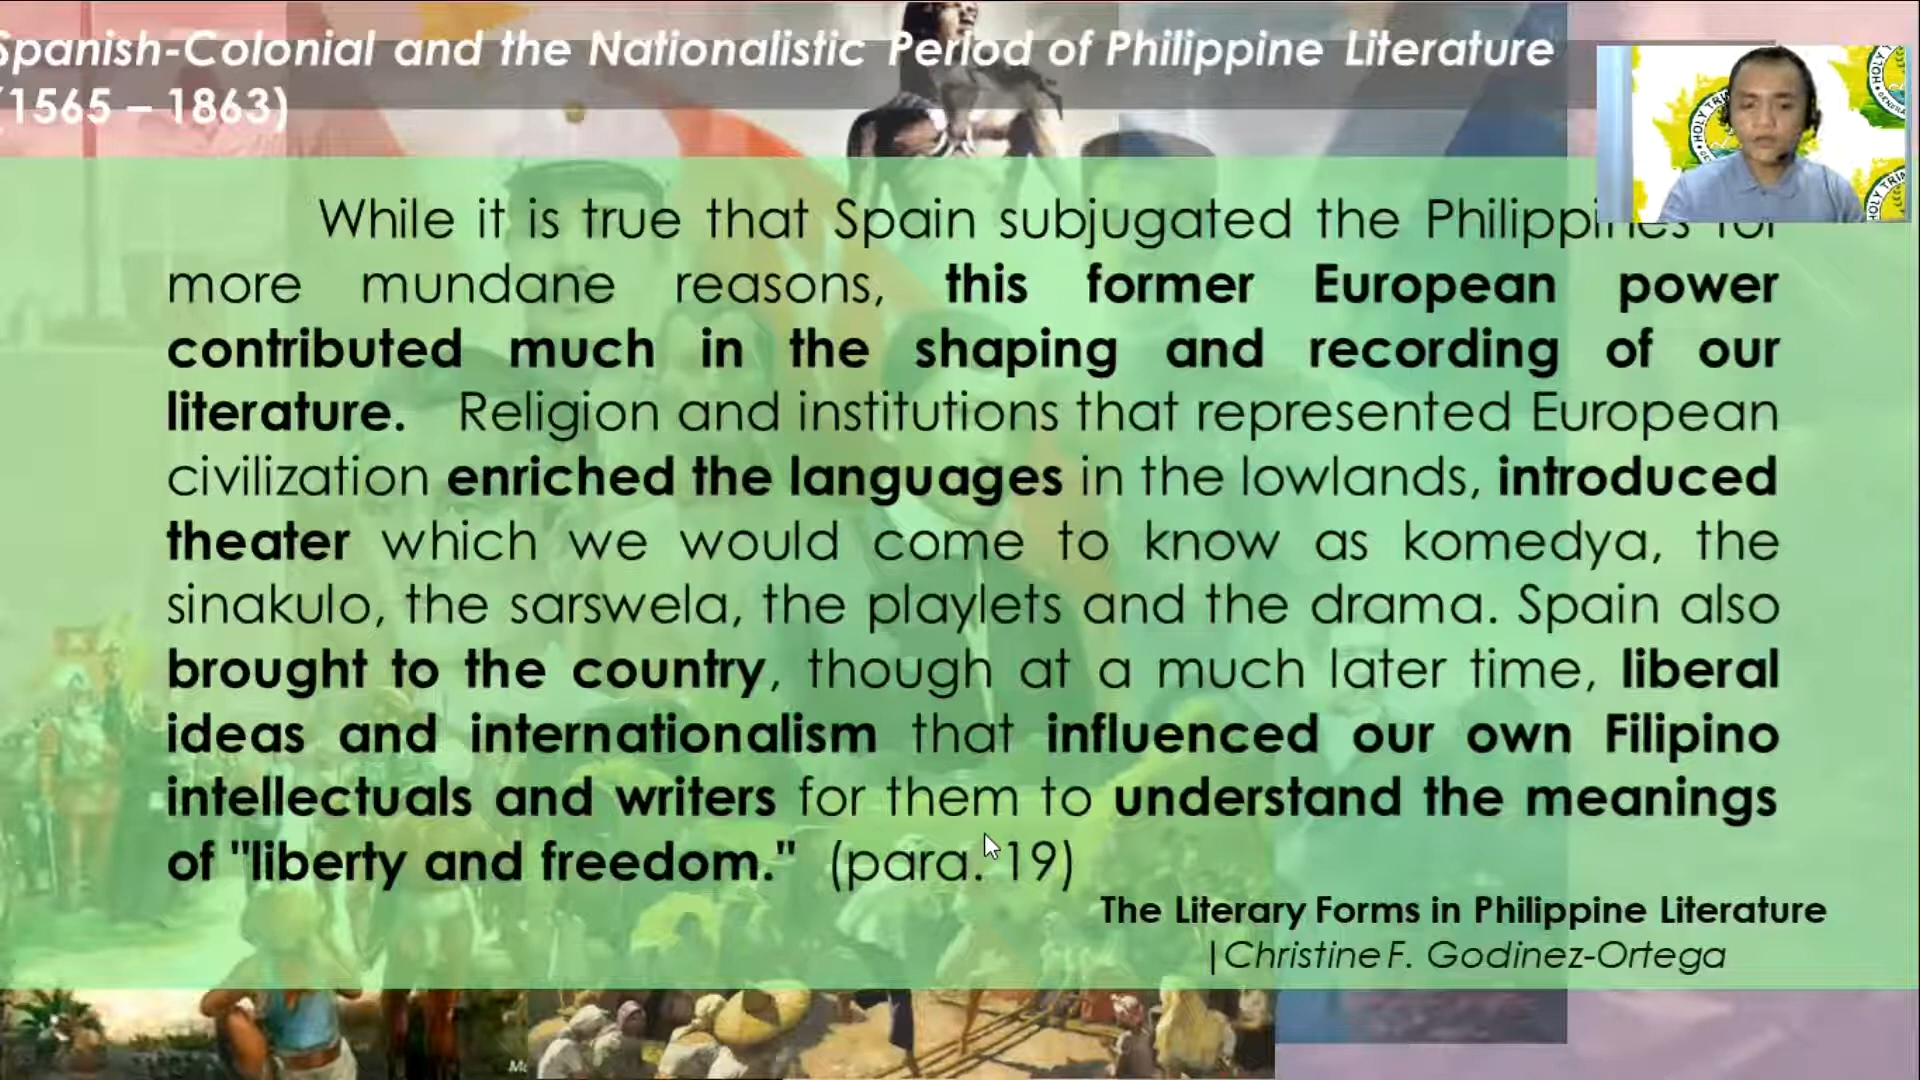 Spanish-Colonial and the Nationalistic Period of Philippine Literature
(1565 – 1863)
While it is true that Spain subjugated the Philippines for
more mundane reasons, this former European power
contributed much in the shaping and recording of our
literature. Religion and institutions that represented European
civilization enriched the languages in the lowlands, introduced
theater which we would come to know as komedya, the
sinakulo, the sarswela, the playlets and the drama. Spain also
brought to the country, though at a much later time, liberal
ideas and internationalism that influenced our own Filipino
intellectuals and writers for them to understand the meanings
of "liberty and freedom." (para. 19)
The Literary Forms in Philippine Literature
|Christine F. Godinez-Ortega
HOLY TRI